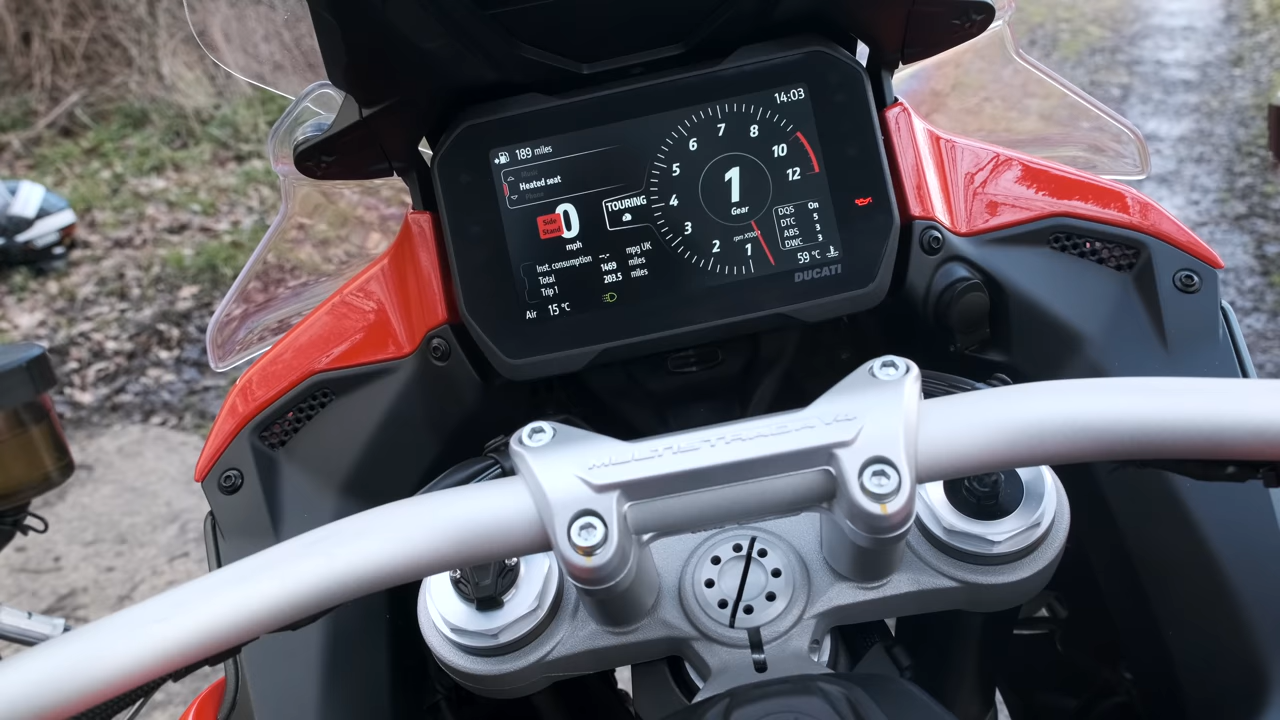 14:03
189 miles
Music
Heated seat
Phone
Side
Stand
0
mph
TOURING
1
Gear
1
2
3
4
5
6
7
8
10
12
rpm X1000
DQS On
DTC 5
ABS 3
DWC 3
Inst. consumption -.- mpg UK
Total 1469 miles
Trip 1 203.5 miles
Air 15 °C
59 °C
DUCATI
MULTISTRADA V4